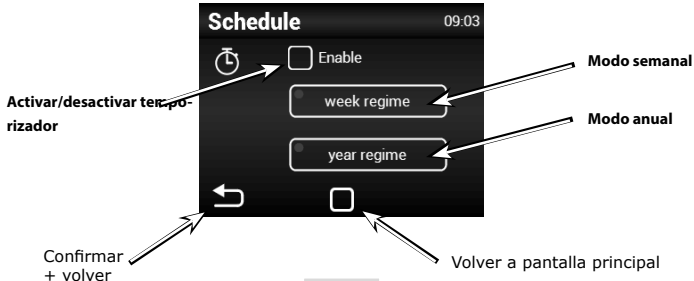 Schedule 09:03
Enable
Modo semanal
Activar/desactivar tempo-
rizador
week regime
Modo anual
year regime
Confirmar
+ volver
Volver a pantalla principal